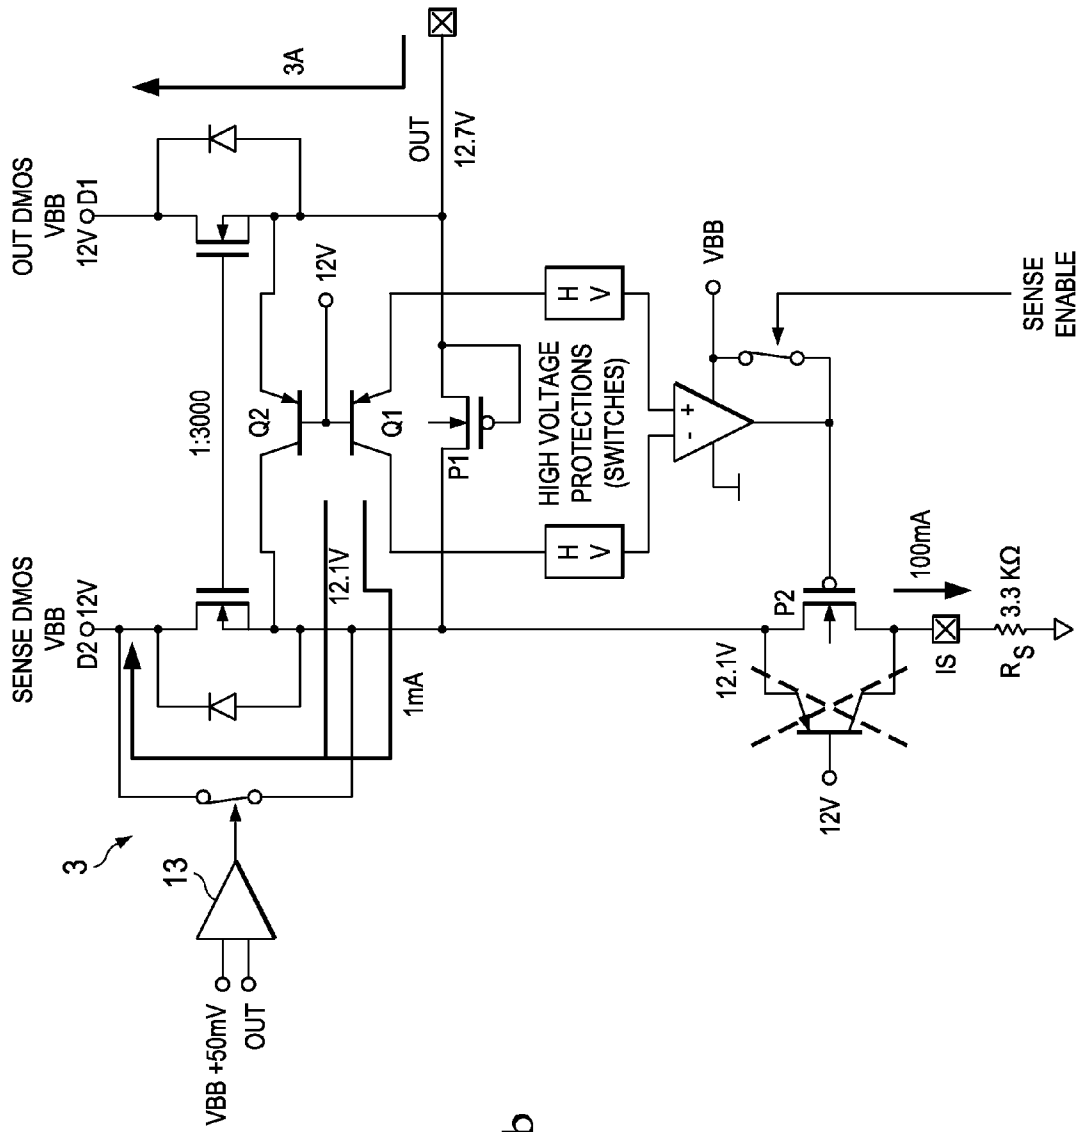 SENSE DMOS
VBB
D2 12V
OUT DMOS
VBB
12V D1
3A
1:3000
3
13
VBB +50mV
OUT
Q2
12V
Q1
12.1V
1mA
OUT
12.7V
P1
HIGH VOLTAGE
PROTECTIONS
(SWITCHES)
H V
H V
+
-
VBB
SENSE
ENABLE
12.1V
12V
P2
100mA
IS
RS 3.3 KΩ
b